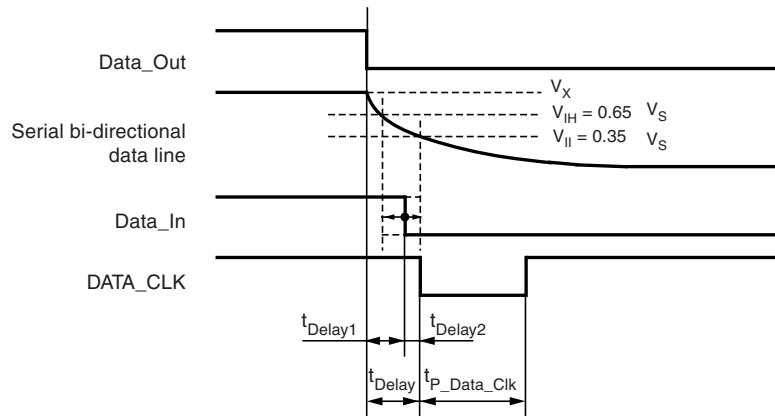 Data_Out
V_X
V_IH = 0.65 V_S
V_II = 0.35 V_S
Serial bi-directional
data line
Data_In
DATA_CLK
t_Delay1
t_Delay2
t_Delay
t_P_Data_Clk